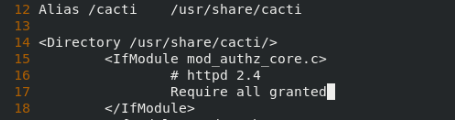 12 Alias /cacti    /usr/share/cacti
13
14 <Directory /usr/share/cacti/>
15         <IfModule mod_authz_core.c>
16                 # httpd 2.4
17                 Require all granted
18         </IfModule>